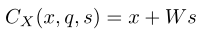 C_X(x, q, s) = x + Ws